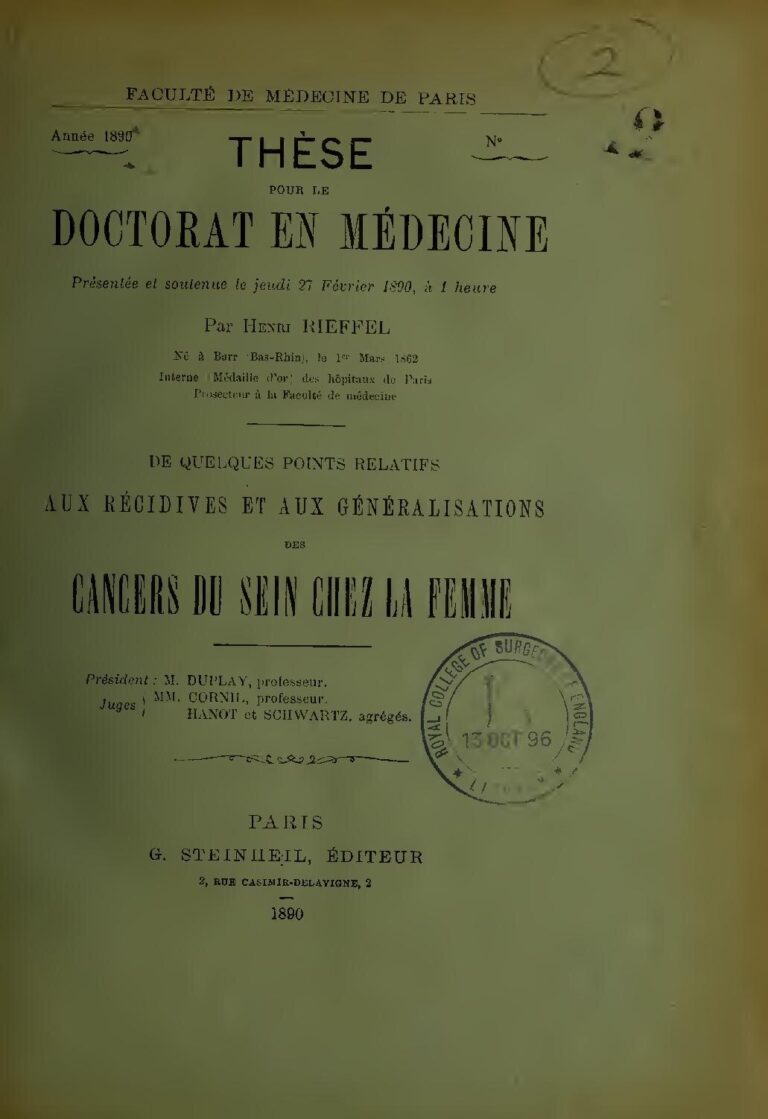 2
FACULTÉ DE MÉDECINE DE PARIS
Année 1890
THÈSE
N°
POUR LE
DOCTORAT EN MÉDECINE
Présentée et soutenue le jeudi 27 Février 1890, à 1 heure
Par HENRI RIEFFEL
Né à Barr (Bas-Rhin), le 1er Mars 1862
Interne (Médaille d'or) des hôpitaux de Paris
Prosecteur à la Faculté de médecine
DE QUELQUES POINTS RELATIFS
AUX RÉCIDIVES ET AUX GÉNÉRALISATIONS
DES
CANCERS DU SEIN CHEZ LA FEMME
Président : M. DUPLAY, professeur.
Juges MM. CORNIL, professeur.
HANOT et SCHWARTZ, agrégés.
ROYAL COLLEGE OF SURGEONS OF ENGLAND
13 OCT 96
PARIS
G. STEINHEIL, ÉDITEUR
2, RUE CASIMIR-DELAVIGNE, 2
1890